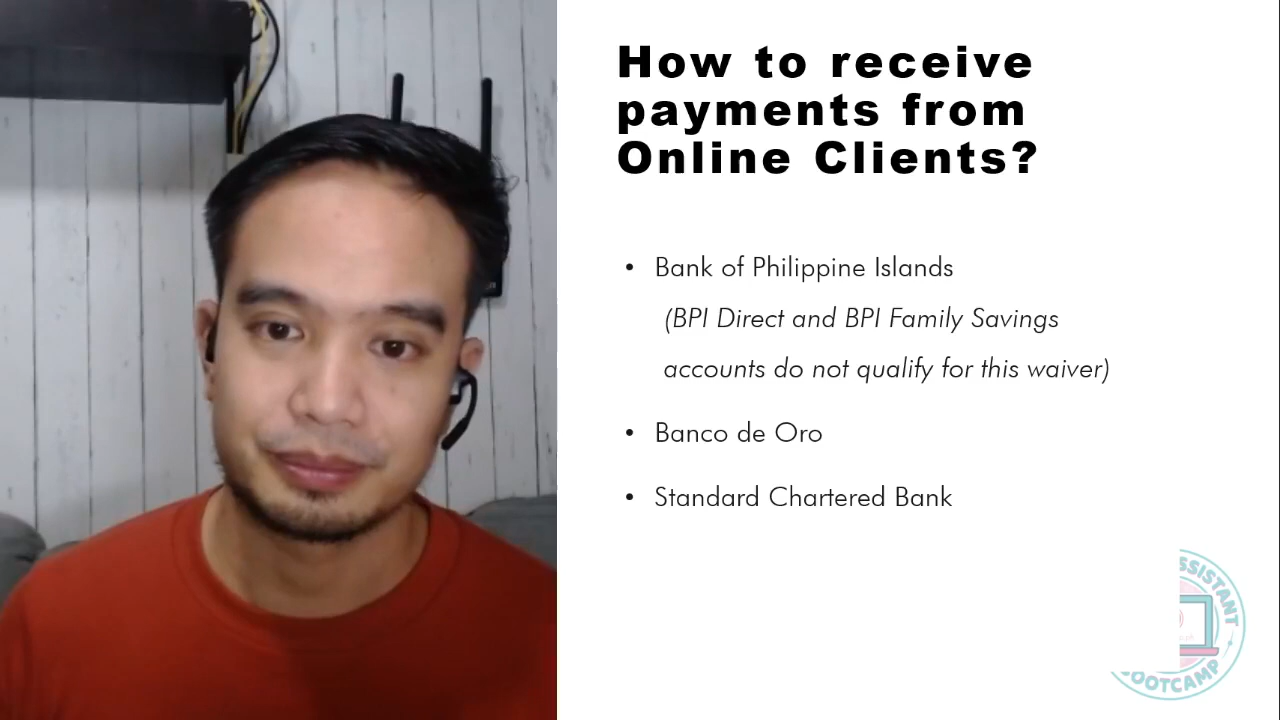 How to receive
payments from
Online Clients?
• Bank of Philippine Islands
(BPI Direct and BPI Family Savings
accounts do not qualify for this waiver)
• Banco de Oro
• Standard Chartered Bank
BOOTCAMP